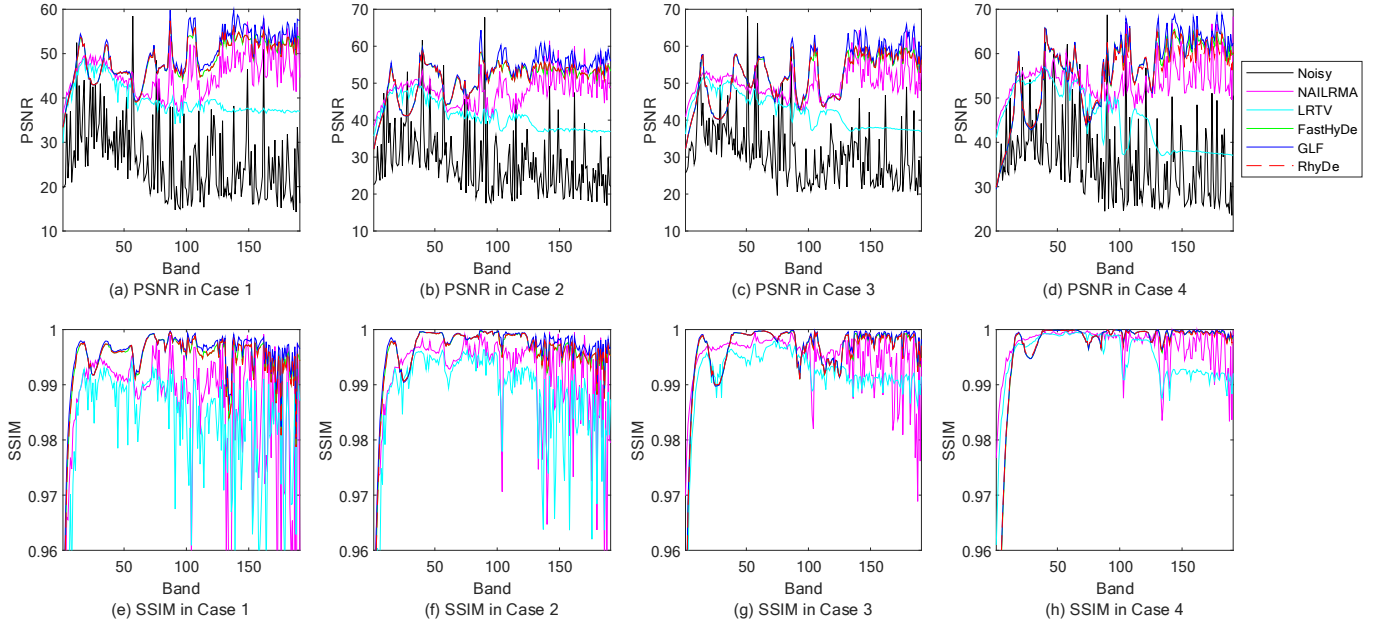 60
50
40
30
20
10
PSNR
50
100
150
Band
(a) PSNR in Case 1
70
60
50
40
30
20
10
PSNR
50
100
150
Band
(b) PSNR in Case 2
70
60
50
40
30
20
10
PSNR
50
100
150
Band
(c) PSNR in Case 3
70
60
50
40
30
20
PSNR
50
100
150
Band
(d) PSNR in Case 4
Noisy
NAILRMA
LRTV
FastHyDe
GLF
RhyDe
1
0.99
0.98
0.97
0.96
SSIM
50
100
150
Band
(e) SSIM in Case 1
1
0.99
0.98
0.97
0.96
SSIM
50
100
150
Band
(f) SSIM in Case 2
1
0.99
0.98
0.97
0.96
SSIM
50
100
150
Band
(g) SSIM in Case 3
1
0.99
0.98
0.97
0.96
SSIM
50
100
150
Band
(h) SSIM in Case 4